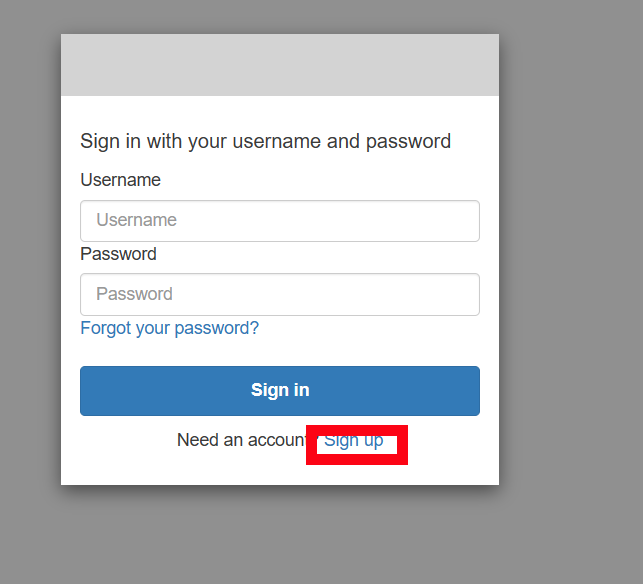 Sign in with your username and password
Username
Username
Password
Password
Forgot your password?
Sign in
Need an account Sign up